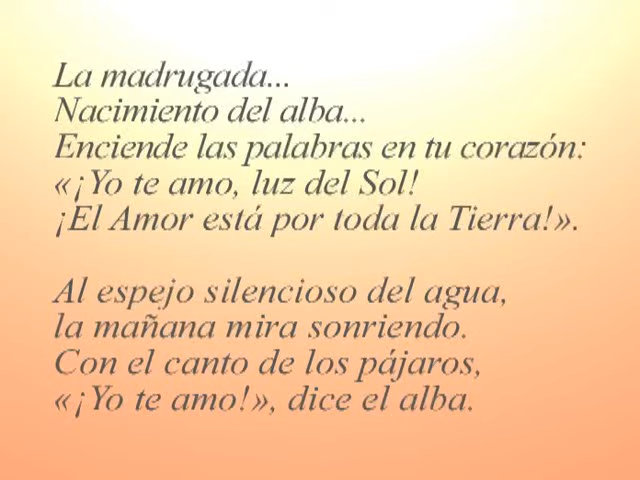 La madrugada...
Nacimiento del alba...
Enciende las palabras en tu corazón:
«¡Yo te amo, luz del Sol!
¡El Amor está por toda la Tierra!».
Al espejo silencioso del agua,
la mañana mira sonriendo.
Con el canto de los pájaros,
«¡Yo te amo!», dice el alba.